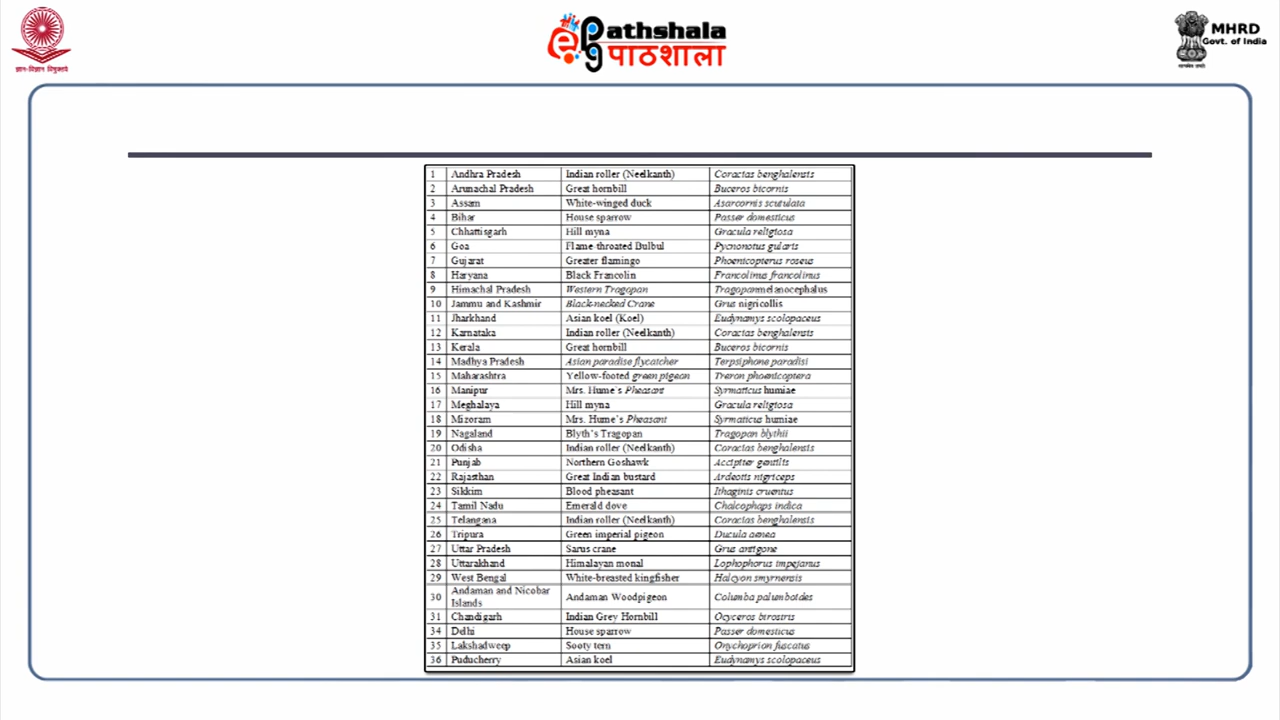 ज्ञान-विज्ञान विमुक्तये
ePG Pathshala
पाठशाला
MHRD
Govt. of India
सत्यमेव जयते
1 Andhra Pradesh Indian roller (Neelkanth) Coracias benghalensis
2 Arunachal Pradesh Great hornbill Buceros bicornis
3 Assam White-winged duck Asarcornis scutulata
4 Bihar House sparrow Passer domesticus
5 Chhattisgarh Hill myna Gracula religiosa
6 Goa Flame-throated Bulbul Pycnonotus gularis
7 Gujarat Greater flamingo Phoenicopterus roseus
8 Haryana Black Francolin Francolinus francolinus
9 Himachal Pradesh Western Tragopan Tragopanmelanocephalus
10 Jammu and Kashmir Black-necked Crane Grus nigricollis
11 Jharkhand Asian koel (Koel) Eudynamys scolopaceus
12 Karnataka Indian roller (Neelkanth) Coracias benghalensis
13 Kerala Great hornbill Buceros bicornis
14 Madhya Pradesh Asian paradise flycatcher Terpsiphone paradisi
15 Maharashtra Yellow-footed green pigeon Treron phoenicoptera
16 Manipur Mrs. Hume's Pheasant Syrmaticus humiae
17 Meghalaya Hill myna Gracula religiosa
18 Mizoram Mrs. Hume's Pheasant Syrmaticus humiae
19 Nagaland Blyth's Tragopan Tragopan blythii
20 Odisha Indian roller (Neelkanth) Coracias benghalensis
21 Punjab Northern Goshawk Accipiter gentilis
22 Rajasthan Great Indian bustard Ardeotis nigriceps
23 Sikkim Blood pheasant Ithaginis cruentus
24 Tamil Nadu Emerald dove Chalcophaps indica
25 Telangana Indian roller (Neelkanth) Coracias benghalensis
26 Tripura Green imperial pigeon Ducula aenea
27 Uttar Pradesh Sarus crane Grus antigone
28 Uttarakhand Himalayan monal Lophophorus impejanus
29 West Bengal White-breasted kingfisher Halcyon smyrnensis
30 Andaman and Nicobar
Islands Andaman Woodpigeon Columba palumboides
31 Chandigarh Indian Grey Hornbill Ocyceros birostris
34 Delhi House sparrow Passer domesticus
35 Lakshadweep Sooty tern Onychoprion fuscatus
36 Puducherry Asian koel Eudynamys scolopaceus